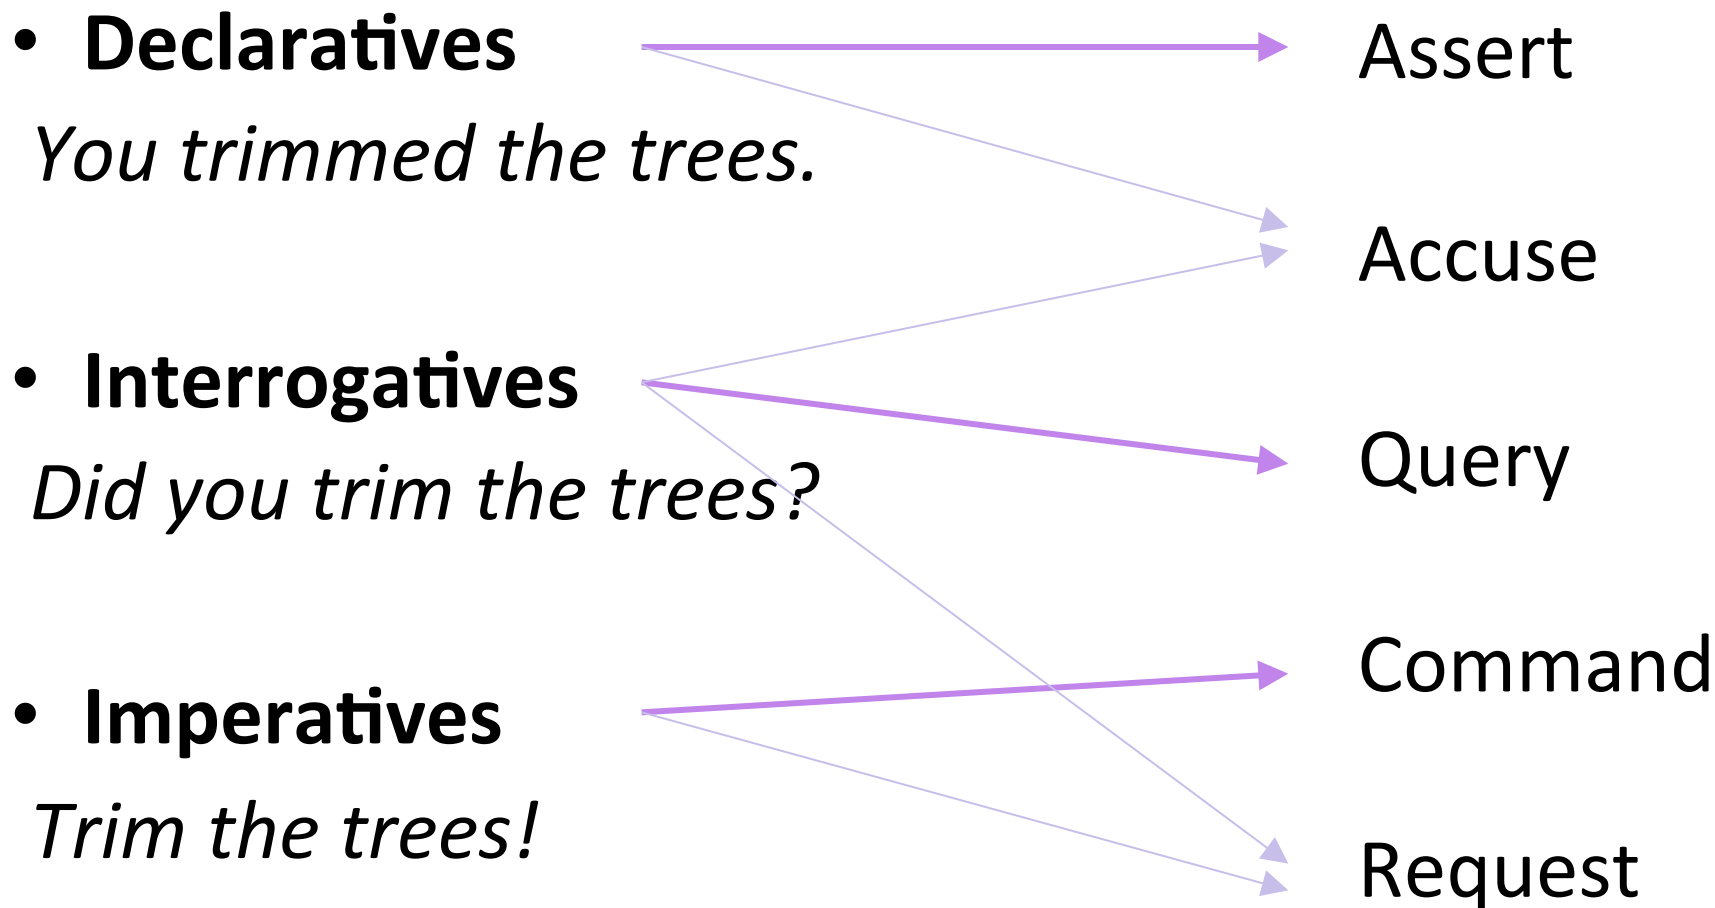 • Declaratives
You trimmed the trees.
• Interrogatives
Did you trim the trees?
• Imperatives
Trim the trees!
Assert
Accuse
Query
Command
Request